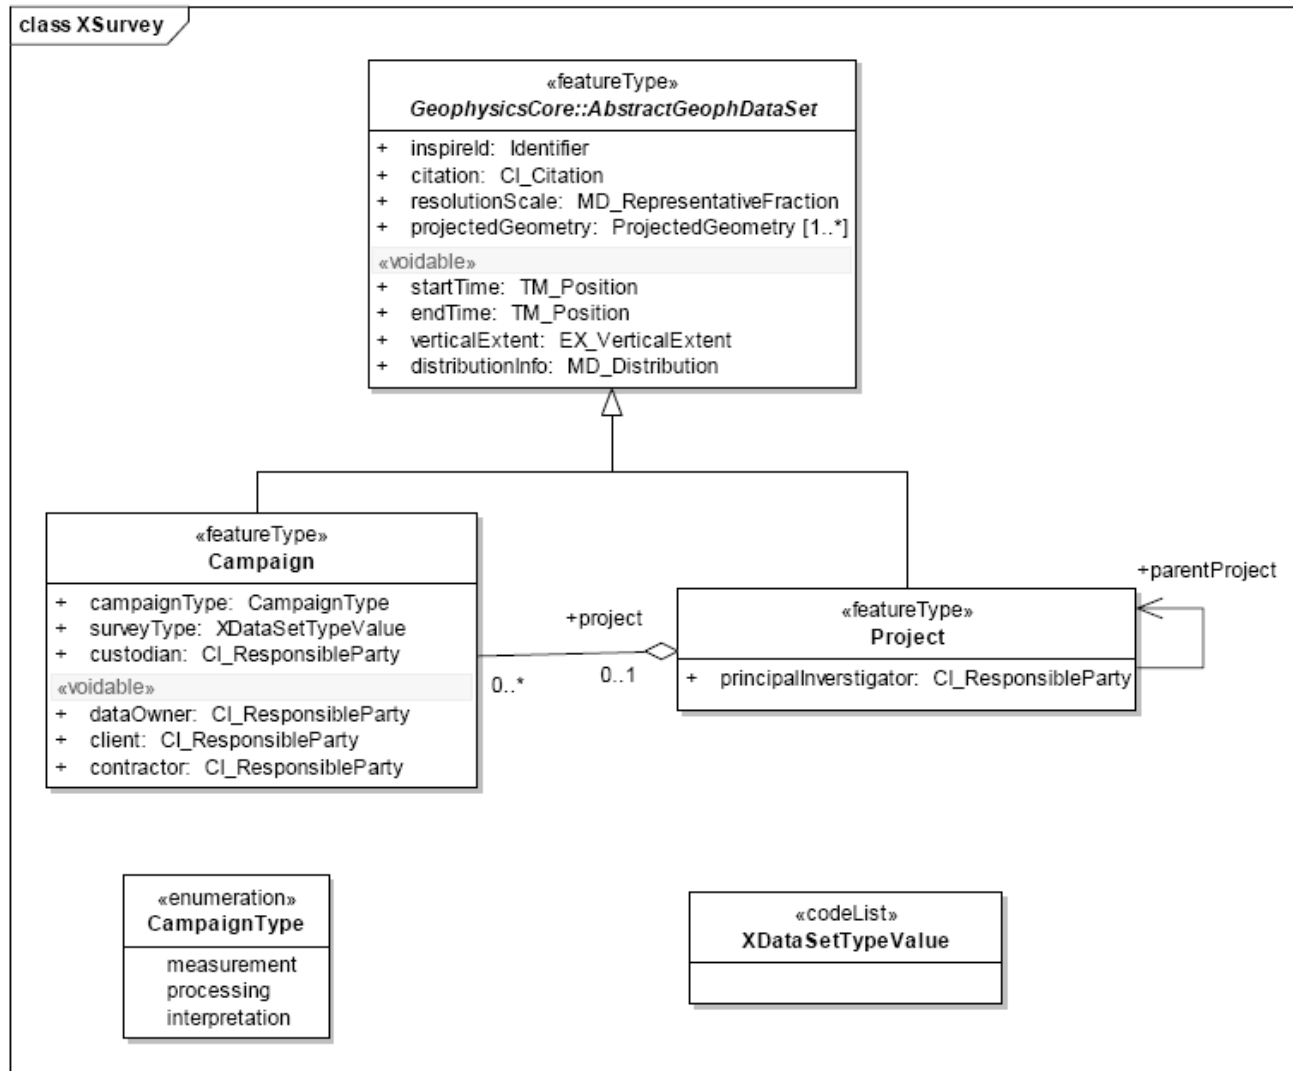 class XSurvey
«featureType»
GeophysicsCore::AbstractGeophDataSet
+ inspireId: Identifier
+ citation: CI_Citation
+ resolutionScale: MD_RepresentativeFraction
+ projectedGeometry: ProjectedGeometry [1..*]
«voidable»
+ startTime: TM_Position
+ endTime: TM_Position
+ verticalExtent: EX_VerticalExtent
+ distributionInfo: MD_Distribution
«featureType»
Campaign
+ campaignType: CampaignType
+ surveyType: XDataSetTypeValue
+ custodian: CI_ResponsibleParty
«voidable»
+ dataOwner: CI_ResponsibleParty
+ client: CI_ResponsibleParty
+ contractor: CI_ResponsibleParty
+project
0..*
0..1
+parentProject
«featureType»
Project
+ principalInverstigator: CI_ResponsibleParty
«enumeration»
CampaignType
measurement
processing
interpretation
«codeList»
XDataSetTypeValue